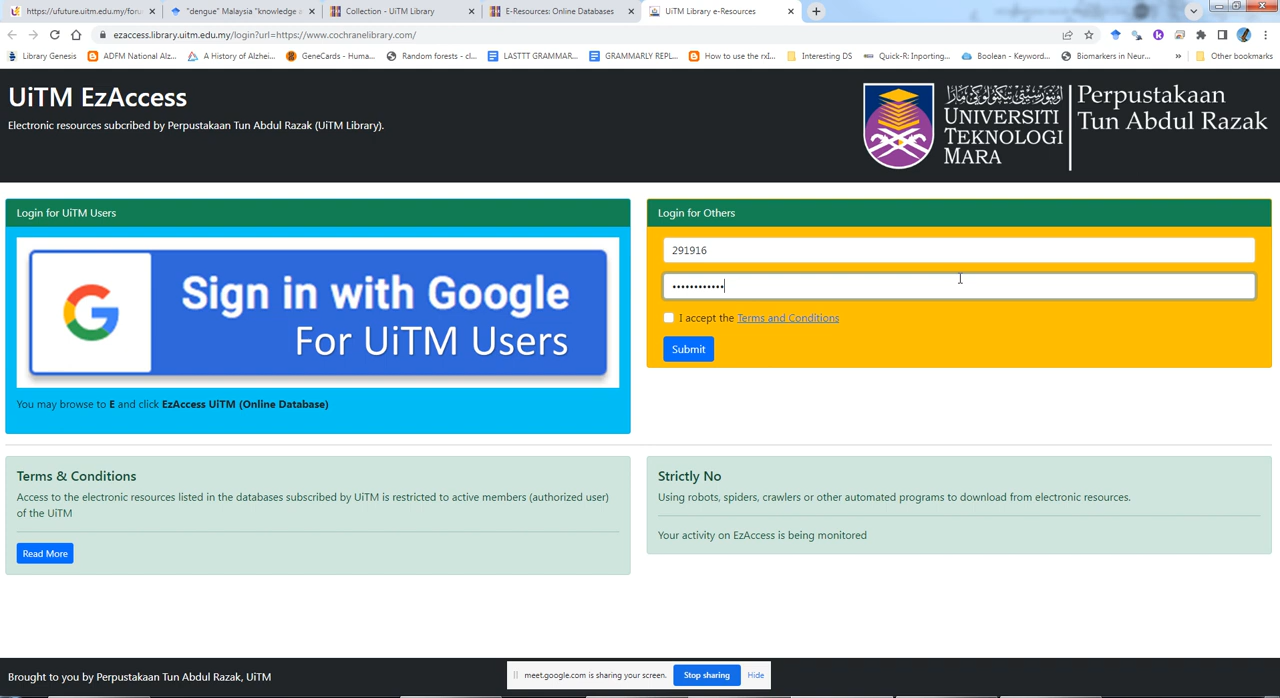 https://ufuture.uitm.edu.my/foru
"dengue" Malaysia "knowledge a
Collection - UiTM Library
E-Resources: Online Databases
UiTM Library e-Resources
ezaccess.library.uitm.edu.my/login?url=https://www.cochranelibrary.com/
Library Genesis
ADFM National Alz...
A History of Alzhei...
GeneCards - Huma...
Random forests - cl...
LASTTT GRAMMAR...
GRAMMARLY REPL...
How to use the rxl...
Interesting DS
Quick-R: Inporting...
Boolean - Keyword...
Biomarkers in Neur...
»
Other bookmarks
UiTM EzAccess
Electronic resources subcribed by Perpustakaan Tun Abdul Razak (UiTM Library).
اونيۏرسيتي تيكنولوڬي مارا
UNIVERSITI
TEKNOLOGI
MARA
Perpustakaan
Tun Abdul Razak
Login for UiTM Users
Sign in with Google
For UiTM Users
You may browse to E and click EzAccess UiTM (Online Database)
Login for Others
291916
••••••••••••
I accept the Terms and Conditions
Submit
Terms & Conditions
Access to the electronic resources listed in the databases subscribed by UiTM is restricted to active members (authorized user)
of the UiTM
Read More
Strictly No
Using robots, spiders, crawlers or other automated programs to download from electronic resources.
Your activity on EzAccess is being monitored
Brought to you by Perpustakaan Tun Abdul Razak, UiTM
meet.google.com is sharing your screen.
Stop sharing
Hide